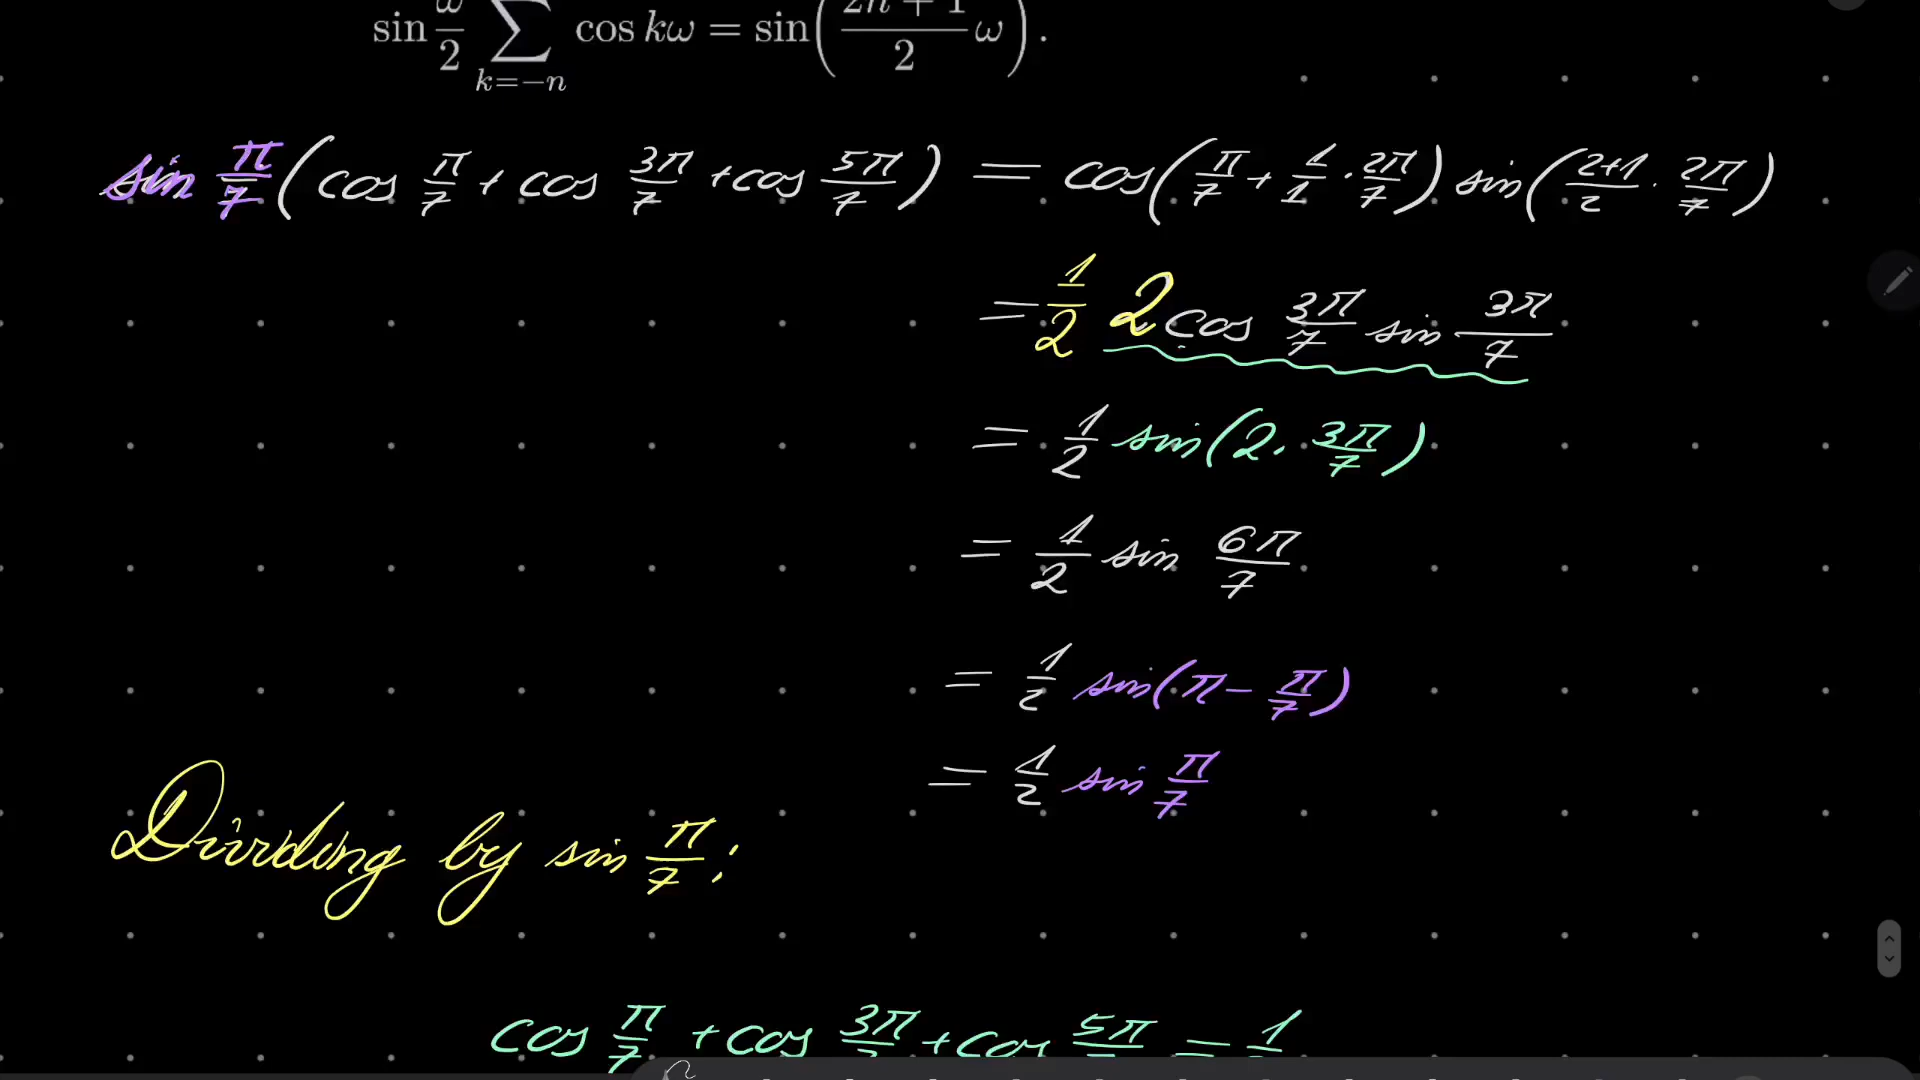 sin ω/2 ∑ k=−n cos kω = sin( (2n + 1)/2 ω ).
sin π/7 (cos π/7 + cos 3π/7 + cos 5π/7) = cos(π/7 + 1/1 · 2π/7) sin((2+1)/2 · 2π/7)
= 1/2 2cos 3π/7 sin 3π/7
= 1/2 sin(2 · 3π/7)
= 1/2 sin 6π/7
= 1/2 sin(π − π/7)
= 1/2 sin π/7
Dividing by sin π/7:
cos π/7 + cos 3π/7 + cos 5π/ = 1/